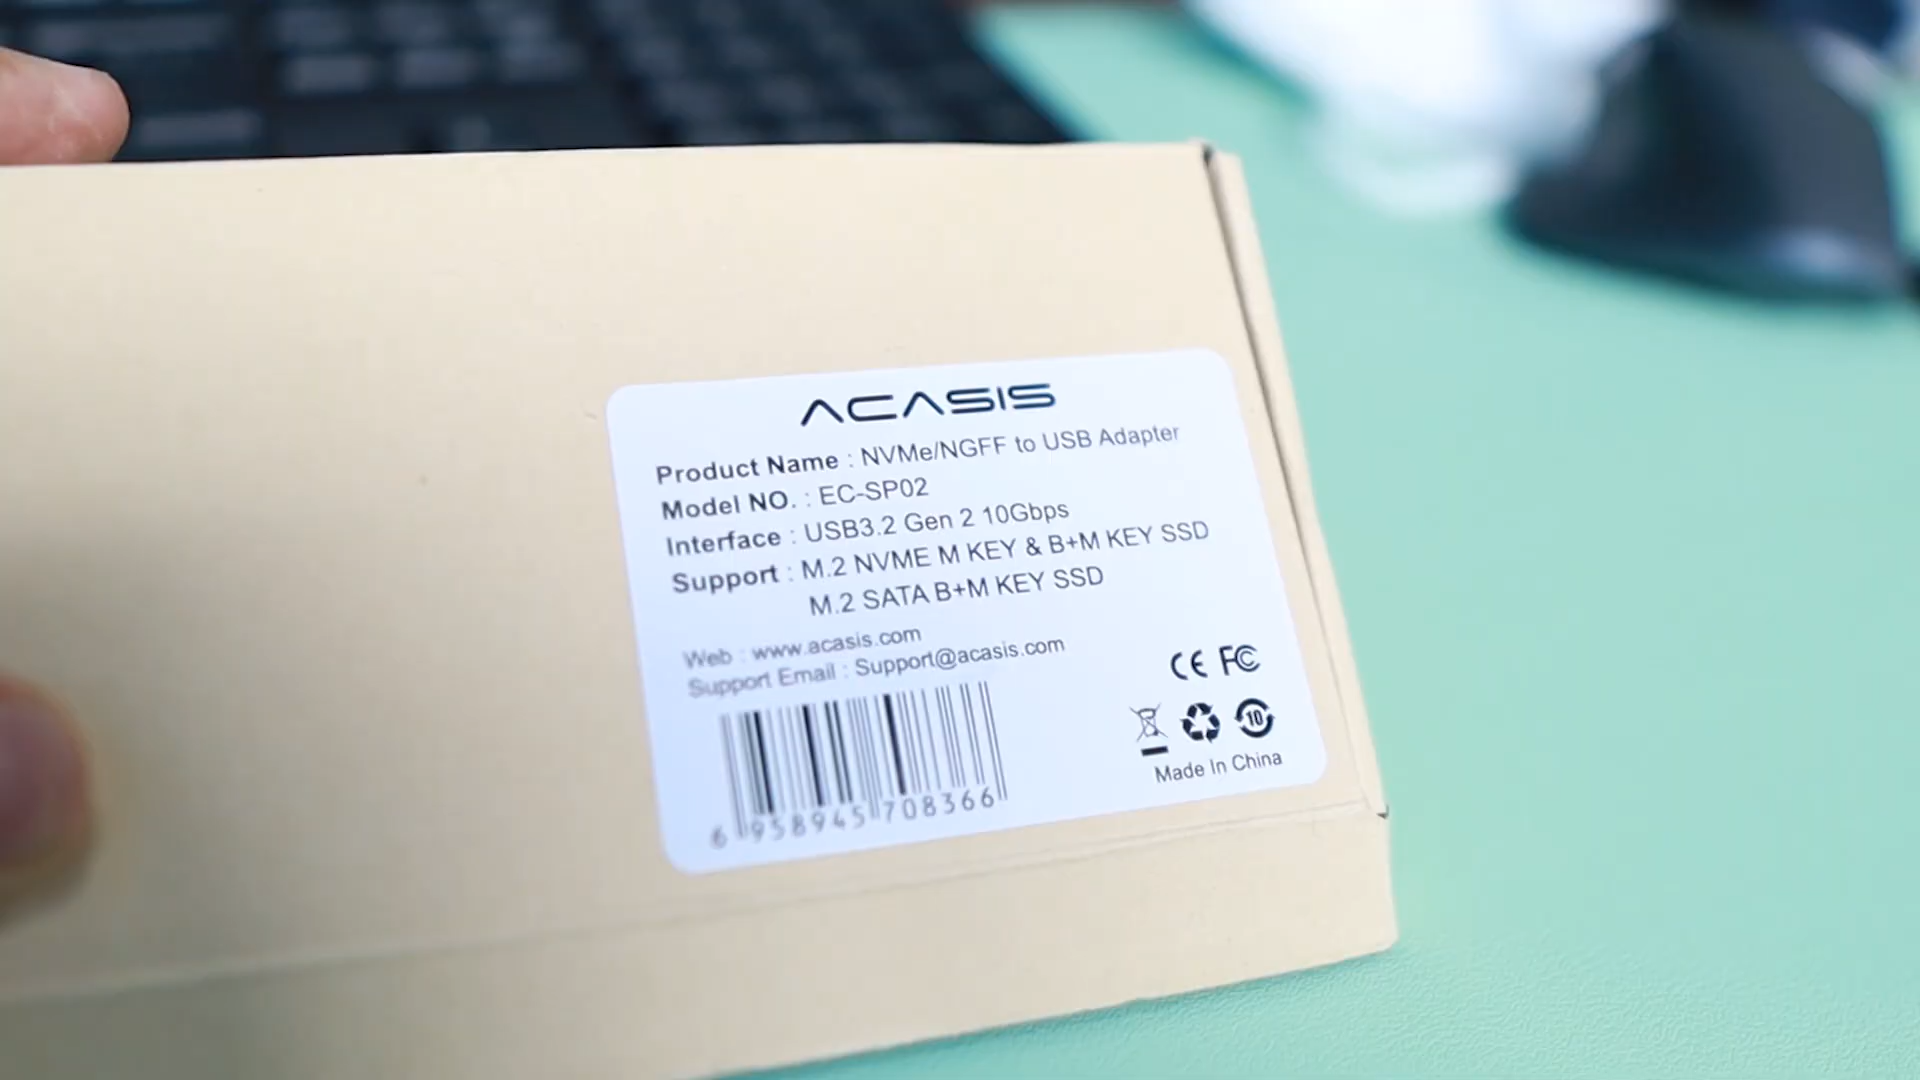 ACASIS
Product Name : NVMe/NGFF to USB Adapter
Model NO. : EC-SP02
Interface : USB3.2 Gen 2 10Gbps
Support : M.2 NVME M KEY & B+M KEY SSD
M.2 SATA B+M KEY SSD
Web : www.acasis.com
Support Email : Support@acasis.com
CE FC
10
Made In China
6 958945 708366